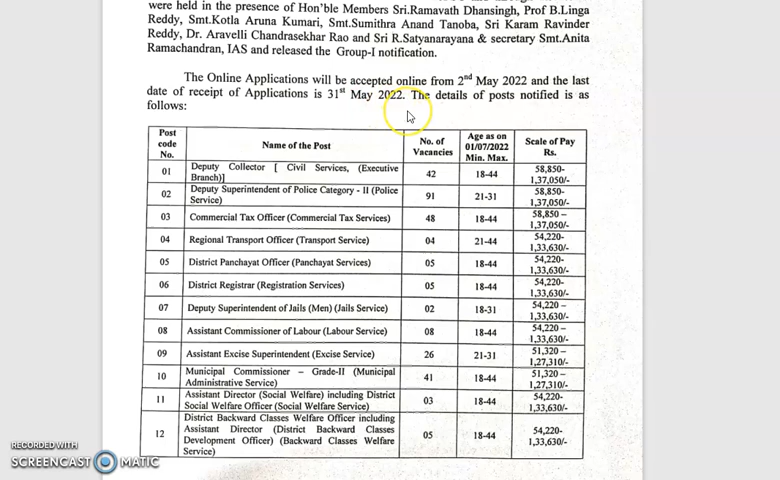 were held in the presence of Hon'ble Members Sri.Ramavath Dhansingh, Prof B.Linga
Reddy, Smt.Kotla Aruna Kumari, Smt.Sumithra Anand Tanoba, Sri Karam Ravinder
Reddy, Dr. Aravelli Chandrasekhar Rao and Sri R.Satyanarayana & secretary Smt.Anita
Ramachandran, IAS and released the Group-I notification.
The Online Applications will be accepted online from 2nd May 2022 and the last
date of receipt of Applications is 31st May 2022. The details of posts notified is as
follows:
Post code No. | Name of the Post | No. of Vacancies | Age as on 01/07/2022 Min. Max. | Scale of Pay Rs.
01 | Deputy Collector [ Civil Services, (Executive Branch)] | 42 | 18-44 | 58,850-1,37,050/-
02 | Deputy Superintendent of Police Category - II (Police Service) | 91 | 21-31 | 58,850-1,37,050/-
03 | Commercial Tax Officer (Commercial Tax Services) | 48 | 18-44 | 58,850 – 1,37,050/-
04 | Regional Transport Officer (Transport Service) | 04 | 21-44 | 54,220-1,33,630/-
05 | District Panchayat Officer (Panchayat Services) | 05 | 18-44 | 54,220-1,33,630/-
06 | District Registrar (Registration Services) | 05 | 18-44 | 54,220-1,33,630/-
07 | Deputy Superintendent of Jails (Men) (Jails Service) | 02 | 18-31 | 54,220 – 1,33,630/-
08 | Assistant Commissioner of Labour (Labour Service) | 08 | 18-44 | 54,220 – 1,33,630/-
09 | Assistant Excise Superintendent (Excise Service) | 26 | 21-31 | 51,320 – 1,27,310/-
10 | Municipal Commissioner – Grade-II (Municipal Administrative Service) | 41 | 18-44 | 51,320 – 1,27,310/-
11 | Assistant Director (Social Welfare) including District Social Welfare Officer (Social Welfare Service) | 03 | 18-44 | 54,220-1,33,630/-
12 | District Backward Classes Welfare Officer including Assistant Director (District Backward Classes Development Officer) (Backward Classes Welfare Service) | 05 | 18-44 | 54,220-1,33,630/-
RECORDED WITH
SCREENCAST MATIC